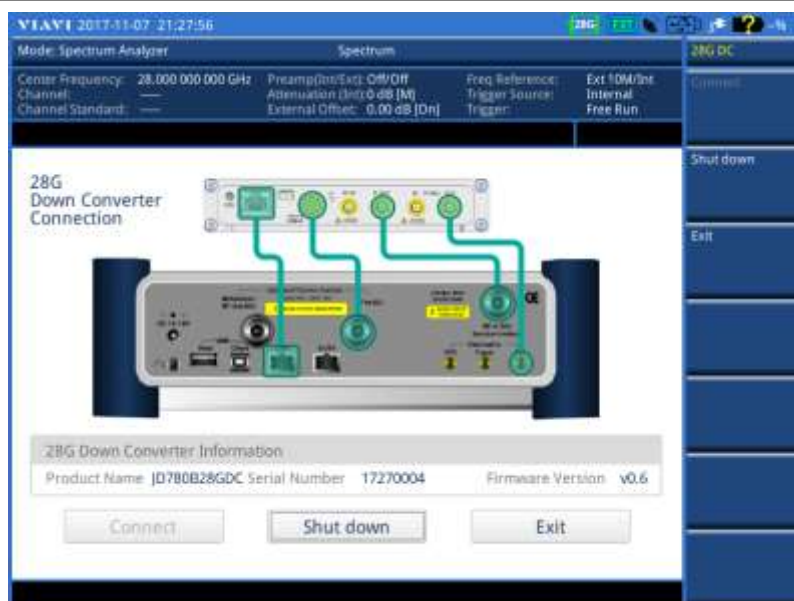 VIAVI 2017-11-07 21:27:56
28G EXT
Mode: Spectrum Analyzer Spectrum
28G DC
Center Frequency: 28.000 000 000 GHz Preamp(Int/Ext): Off/Off Freq Reference: Ext 10M/Int
Channel: — Attenuation (Int): 0 dB [M] Trigger Source: Internal
Channel Standard: — External Offset: 0.00 dB [On] Trigger: Free Run
Connect
Shut down
Exit
28G
Down Converter
Connection
28G Down Converter Information
Product Name JD780B28GDC Serial Number 17270004 Firmware Version v0.6
Connect Shut down Exit